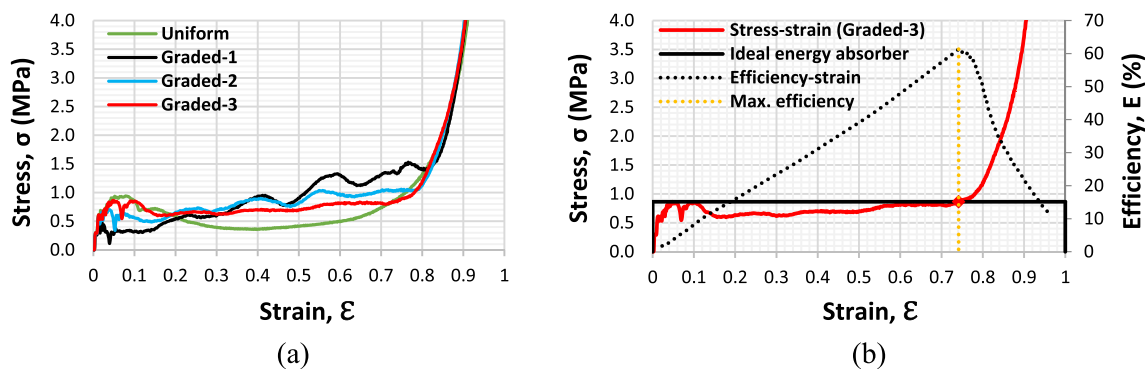 4.0
3.5
3.0
2.5
2.0
1.5
1.0
0.5
0.0
Stress, σ (MPa)
Uniform
Graded-1
Graded-2
Graded-3
0 0.1 0.2 0.3 0.4 0.5 0.6 0.7 0.8 0.9 1
Strain, Ɛ
(a)
4.0
3.5
3.0
2.5
2.0
1.5
1.0
0.5
0.0
Stress, σ (MPa)
Stress-strain (Graded-3)
Ideal energy absorber
Efficiency-strain
Max. efficiency
70
60
50
40
30
20
10
0
Efficiency, E (%)
0 0.1 0.2 0.3 0.4 0.5 0.6 0.7 0.8 0.9 1
Strain, Ɛ
(b)